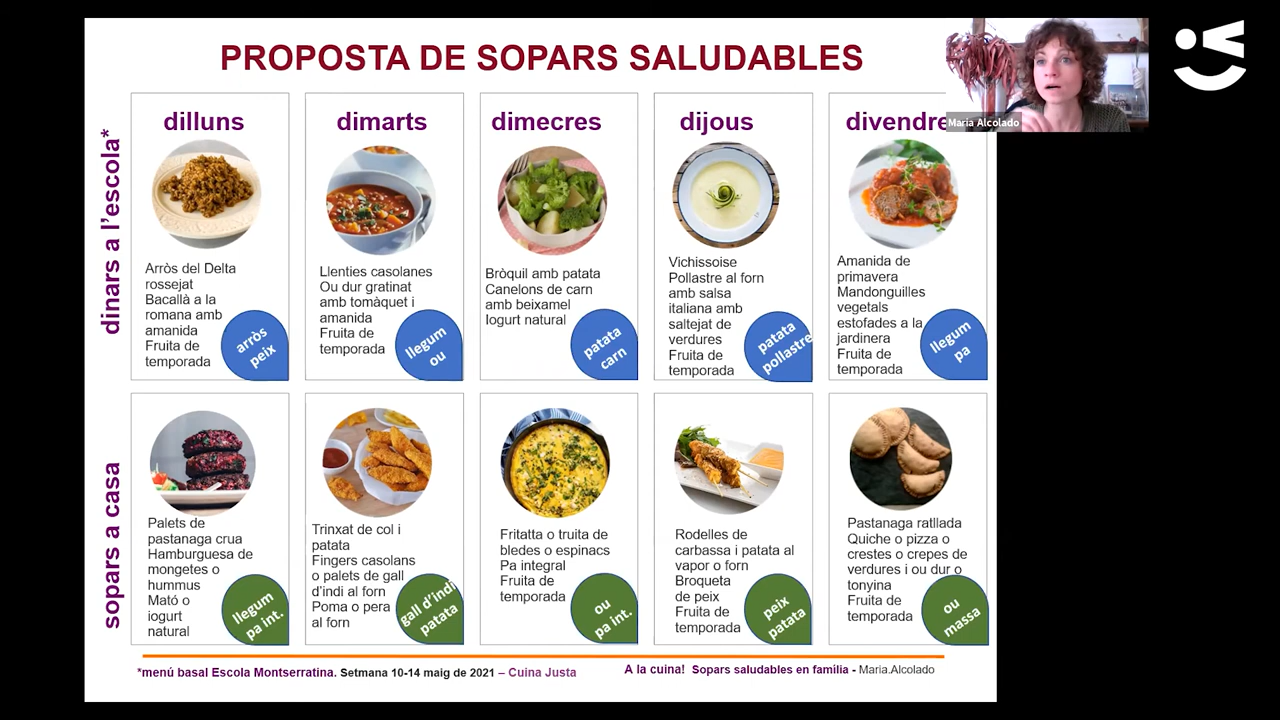 PROPOSTA DE SOPARS SALUDABLES
Maria Alcolado
dinars a l'escola*
dilluns
Arròs del Delta
rossejat
Bacallà a la
romana amb
amanida
Fruita de
temporada
arròs
peix
dimarts
Llenties casolanes
Ou dur gratinat
amb tomàquet i
amanida
Fruita de
temporada
llegum
ou
dimecres
Bròquil amb patata
Canelons de carn
amb beixamel
Iogurt natural
patata
carn
dijous
Vichissoise
Pollastre al forn
amb salsa
italiana amb
saltejat de
verdures
Fruita de
temporada
patata
pollastre
divendre
Amanida de
primavera
Mandonguilles
vegetals
estofades a la
jardinera
Fruita de
temporada
llegum
pa
sopars a casa
Palets de
pastanaga crua
Hamburguesa de
mongetes o
hummus
Mató o
iogurt
natural
llegum
pa int.
Trinxat de col i
patata
Fingers casolans
o palets de gall
d'indi al forn
Poma o pera
al forn
gall d'indi
patata
Fritatta o truita de
bledes o espinacs
Pa integral
Fruita de
temporada
ou
pa int.
Rodelles de
carbassa i patata al
vapor o forn
Broqueta
de peix
Fruita de
temporada
peix
patata
Pastanaga ratllada
Quiche o pizza o
crestes o crepes de
verdures i ou dur o
tonyina
Fruita de
temporada
ou
massa
*menú basal Escola Montserratina. Setmana 10-14 maig de 2021 – Cuina Justa
A la cuina! Sopars saludables en família - Maria.Alcolado